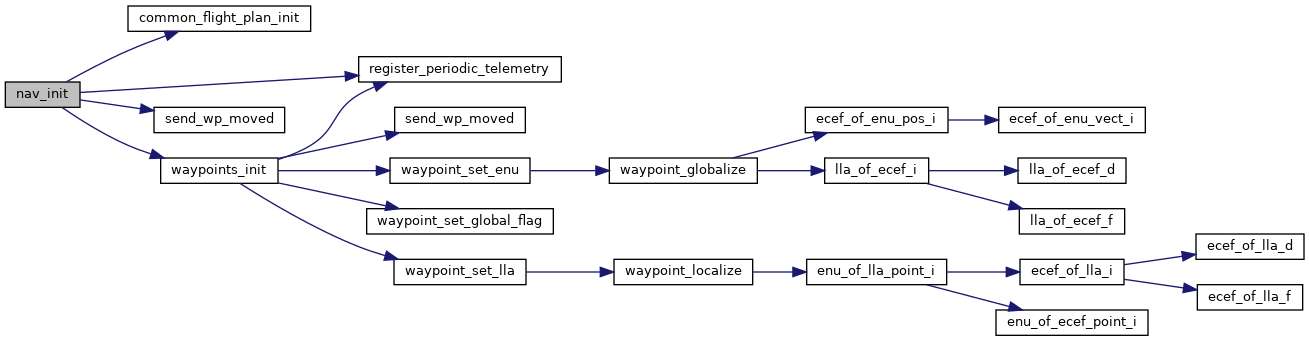 common_flight_plan_init
register_periodic_telemetry
nav_init
send_wp_moved
send_wp_moved
ecef_of_enu_pos_i
ecef_of_enu_vect_i
waypoints_init
waypoint_set_enu
waypoint_globalize
lla_of_ecef_i
lla_of_ecef_d
waypoint_set_global_flag
lla_of_ecef_f
ecef_of_lla_d
waypoint_set_lla
waypoint_localize
enu_of_lla_point_i
ecef_of_lla_i
ecef_of_lla_f
enu_of_ecef_point_i